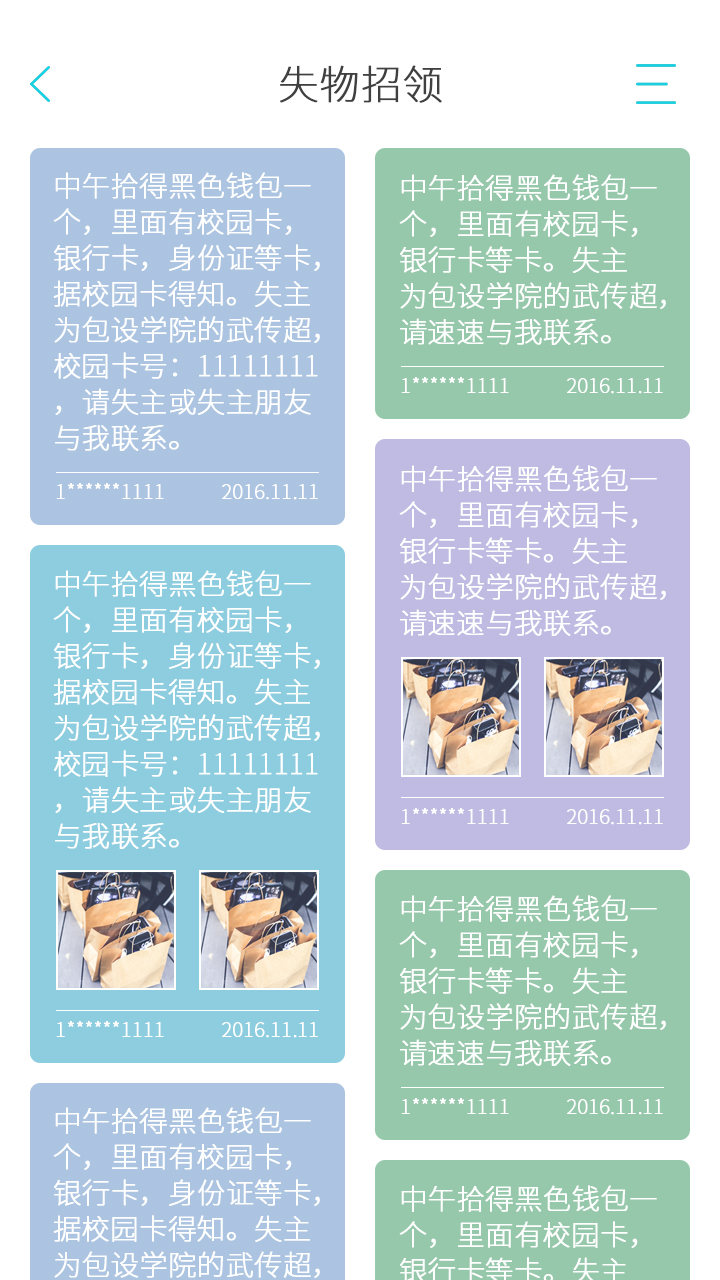 失物招领
中午拾得黑色钱包一
个，里面有校园卡，
银行卡，身份证等卡，
据校园卡得知。失主
为包设学院的武传超，
校园卡号：11111111
，请失主或失主朋友
与我联系。
1******1111 2016.11.11
中午拾得黑色钱包一
个，里面有校园卡，
银行卡，身份证等卡，
据校园卡得知。失主
为包设学院的武传超，
校园卡号：11111111
，请失主或失主朋友
与我联系。
1******1111 2016.11.11
中午拾得黑色钱包一
个，里面有校园卡，
银行卡，身份证等卡，
据校园卡得知。失主
为包设学院的武传超，
中午拾得黑色钱包一
个，里面有校园卡，
银行卡等卡。失主
为包设学院的武传超，
请速速与我联系。
1******1111 2016.11.11
中午拾得黑色钱包一
个，里面有校园卡，
银行卡等卡。失主
为包设学院的武传超，
请速速与我联系。
1******1111 2016.11.11
中午拾得黑色钱包一
个，里面有校园卡，
银行卡等卡。失主
为包设学院的武传超，
请速速与我联系。
1******1111 2016.11.11
中午拾得黑色钱包一
个，里面有校园卡，
银行卡等卡。失主